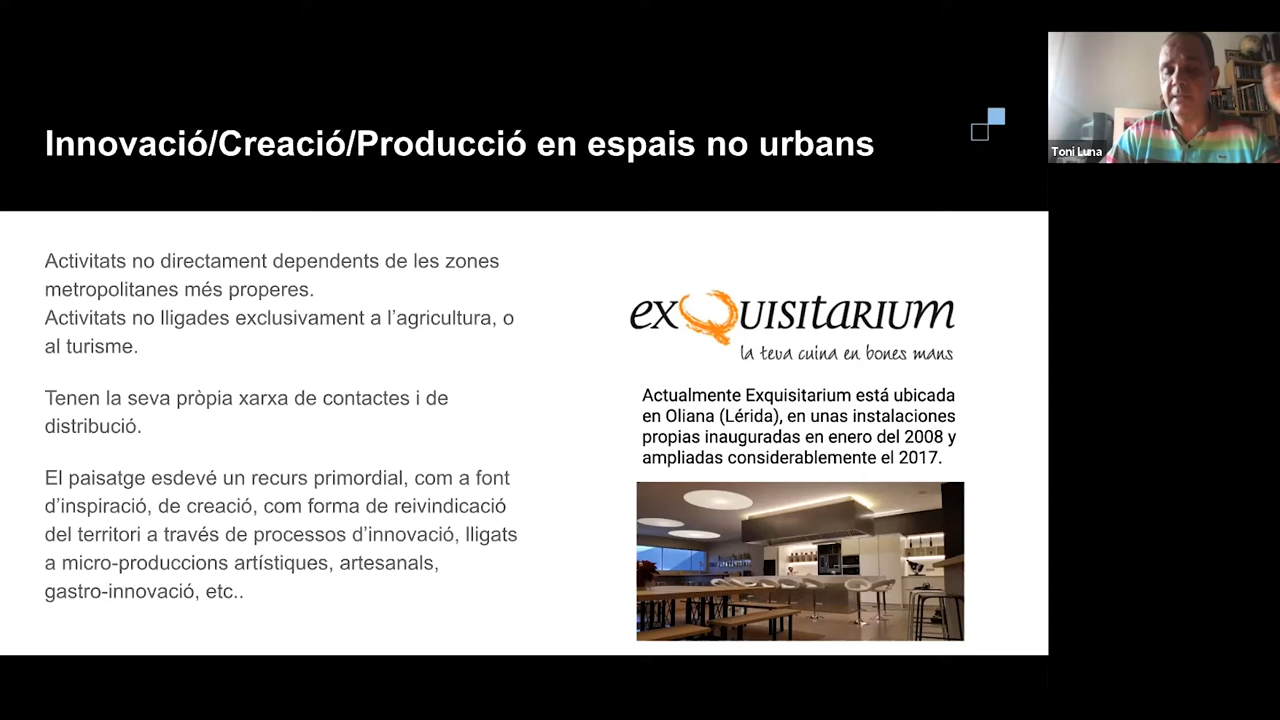 Innovació/Creació/Producció en espais no urbans
Toni Luna
Activitats no directament dependents de les zones
metropolitanes més properes.
Activitats no lligades exclusivament a l’agricultura, o
al turisme.
Tenen la seva pròpia xarxa de contactes i de
distribució.
El paisatge esdevé un recurs primordial, com a font
d’inspiració, de creació, com forma de reivindicació
del territori a través de processos d’innovació, lligats
a micro-produccions artístiques, artesanals,
gastro-innovació, etc..
exQuisitarium
la teva cuina en bones mans
Actualmente Exquisitarium está ubicada
en Oliana (Lérida), en unas instalaciones
propias inauguradas en enero del 2008 y
ampliadas considerablemente el 2017.